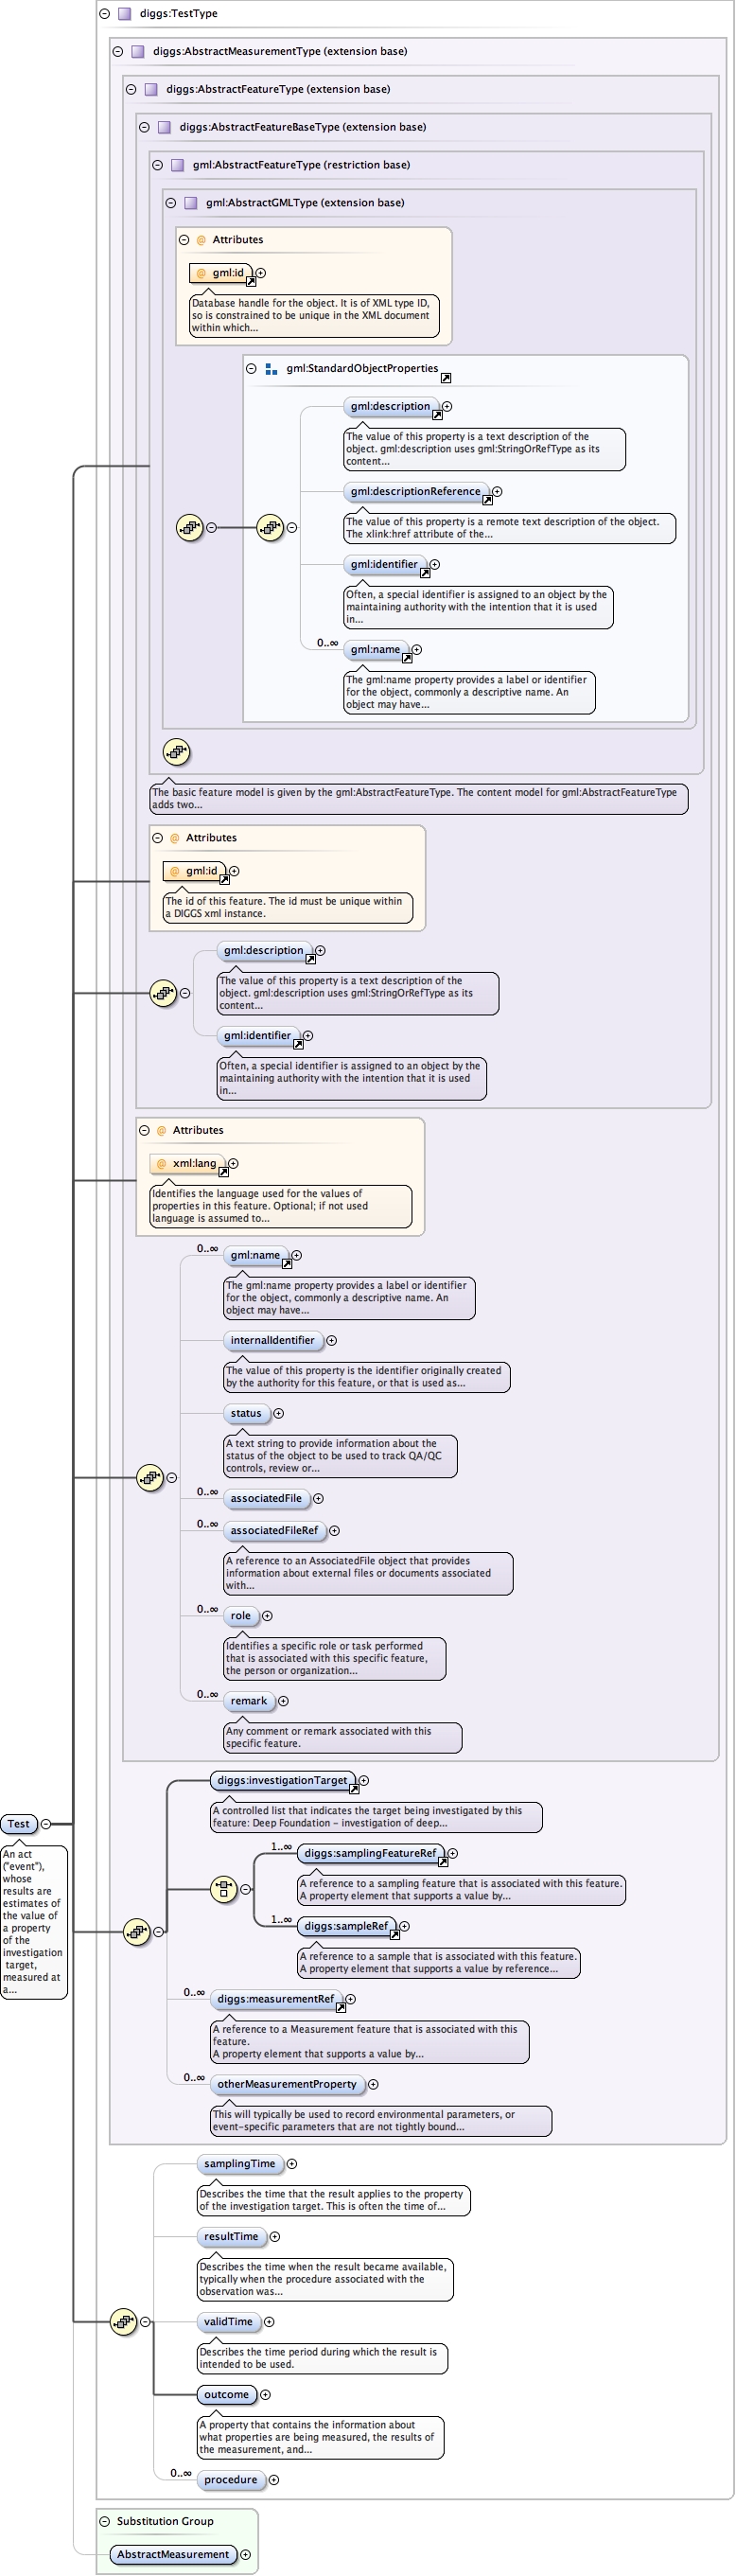 diggs:TestType
diggs:AbstractMeasurementType (extension base)
diggs:AbstractFeatureType (extension base)
diggs:AbstractFeatureBaseType (extension base)
gml:AbstractFeatureType (restriction base)
gml:AbstractGMLType (extension base)
@ Attributes
@ gml:id
Database handle for the object. It is of XML type ID,
so is constrained to be unique in the XML document
within which...
gml:StandardObjectProperties
gml:description
The value of this property is a text description of the
object. gml:description uses gml:StringOrRefType as its
content...
gml:descriptionReference
The value of this property is a remote text description of the object.
The xlink:href attribute of the...
gml:identifier
Often, a special identifier is assigned to an object by the
maintaining authority with the intention that it is used
in...
0..∞
gml:name
The gml:name property provides a label or identifier
for the object, commonly a descriptive name. An
object may have...
The basic feature model is given by the gml:AbstractFeatureType. The content model for gml:AbstractFeatureType
adds two...
@ Attributes
@ gml:id
The id of this feature. The id must be unique within
a DIGGS xml instance.
gml:description
The value of this property is a text description of the
object. gml:description uses gml:StringOrRefType as its
content...
gml:identifier
Often, a special identifier is assigned to an object by the
maintaining authority with the intention that it is used
in...
@ Attributes
@ xml:lang
Identifies the language used for the values of
properties in this feature. Optional; if not used
language is assumed to...
0..∞
gml:name
The gml:name property provides a label or identifier
for the object, commonly a descriptive name. An
object may have...
internalIdentifier
The value of this property is the identifier originally created
by the authority for this feature, or that is used as...
status
A text string to provide information about the
status of the object to be used to track QA/QC
controls, review or...
0..∞
associatedFile
0..∞
associatedFileRef
A reference to an AssociatedFile object that provides
information about external files or documents associated
with...
0..∞
role
Identifies a specific role or task performed
that is associated with this specific feature,
the person or organization...
0..∞
remark
Any comment or remark associated with this
specific feature.
diggs:investigationTarget
A controlled list that indicates the target being investigated by this
feature: Deep Foundation – investigation of deep...
Test
An act
("event"),
whose
results are
estimates of
the value of
a property
of the
investigation
target,
measured at
a...
1..∞
diggs:samplingFeatureRef
A reference to a sampling feature that is associated with this feature.
A property element that supports a value by...
1..∞
diggs:sampleRef
A reference to a sample that is associated with this feature.
A property element that supports a value by reference...
0..∞
diggs:measurementRef
A reference to a Measurement feature that is associated with this
feature.
A property element that supports a value by...
0..∞
otherMeasurementProperty
This will typically be used to record environmental parameters, or
event-specific parameters that are not tightly bound...
samplingTime
Describes the time that the result applies to the property
of the investigation target. This is often the time of...
resultTime
Describes the time when the result became available,
typically when the procedure associated with the
observation was...
validTime
Describes the time period during which the result is
intended to be used.
outcome
A property that contains the information about
what properties are being measured, the results of
the measurement, and...
0..∞
procedure
Substitution Group
AbstractMeasurement